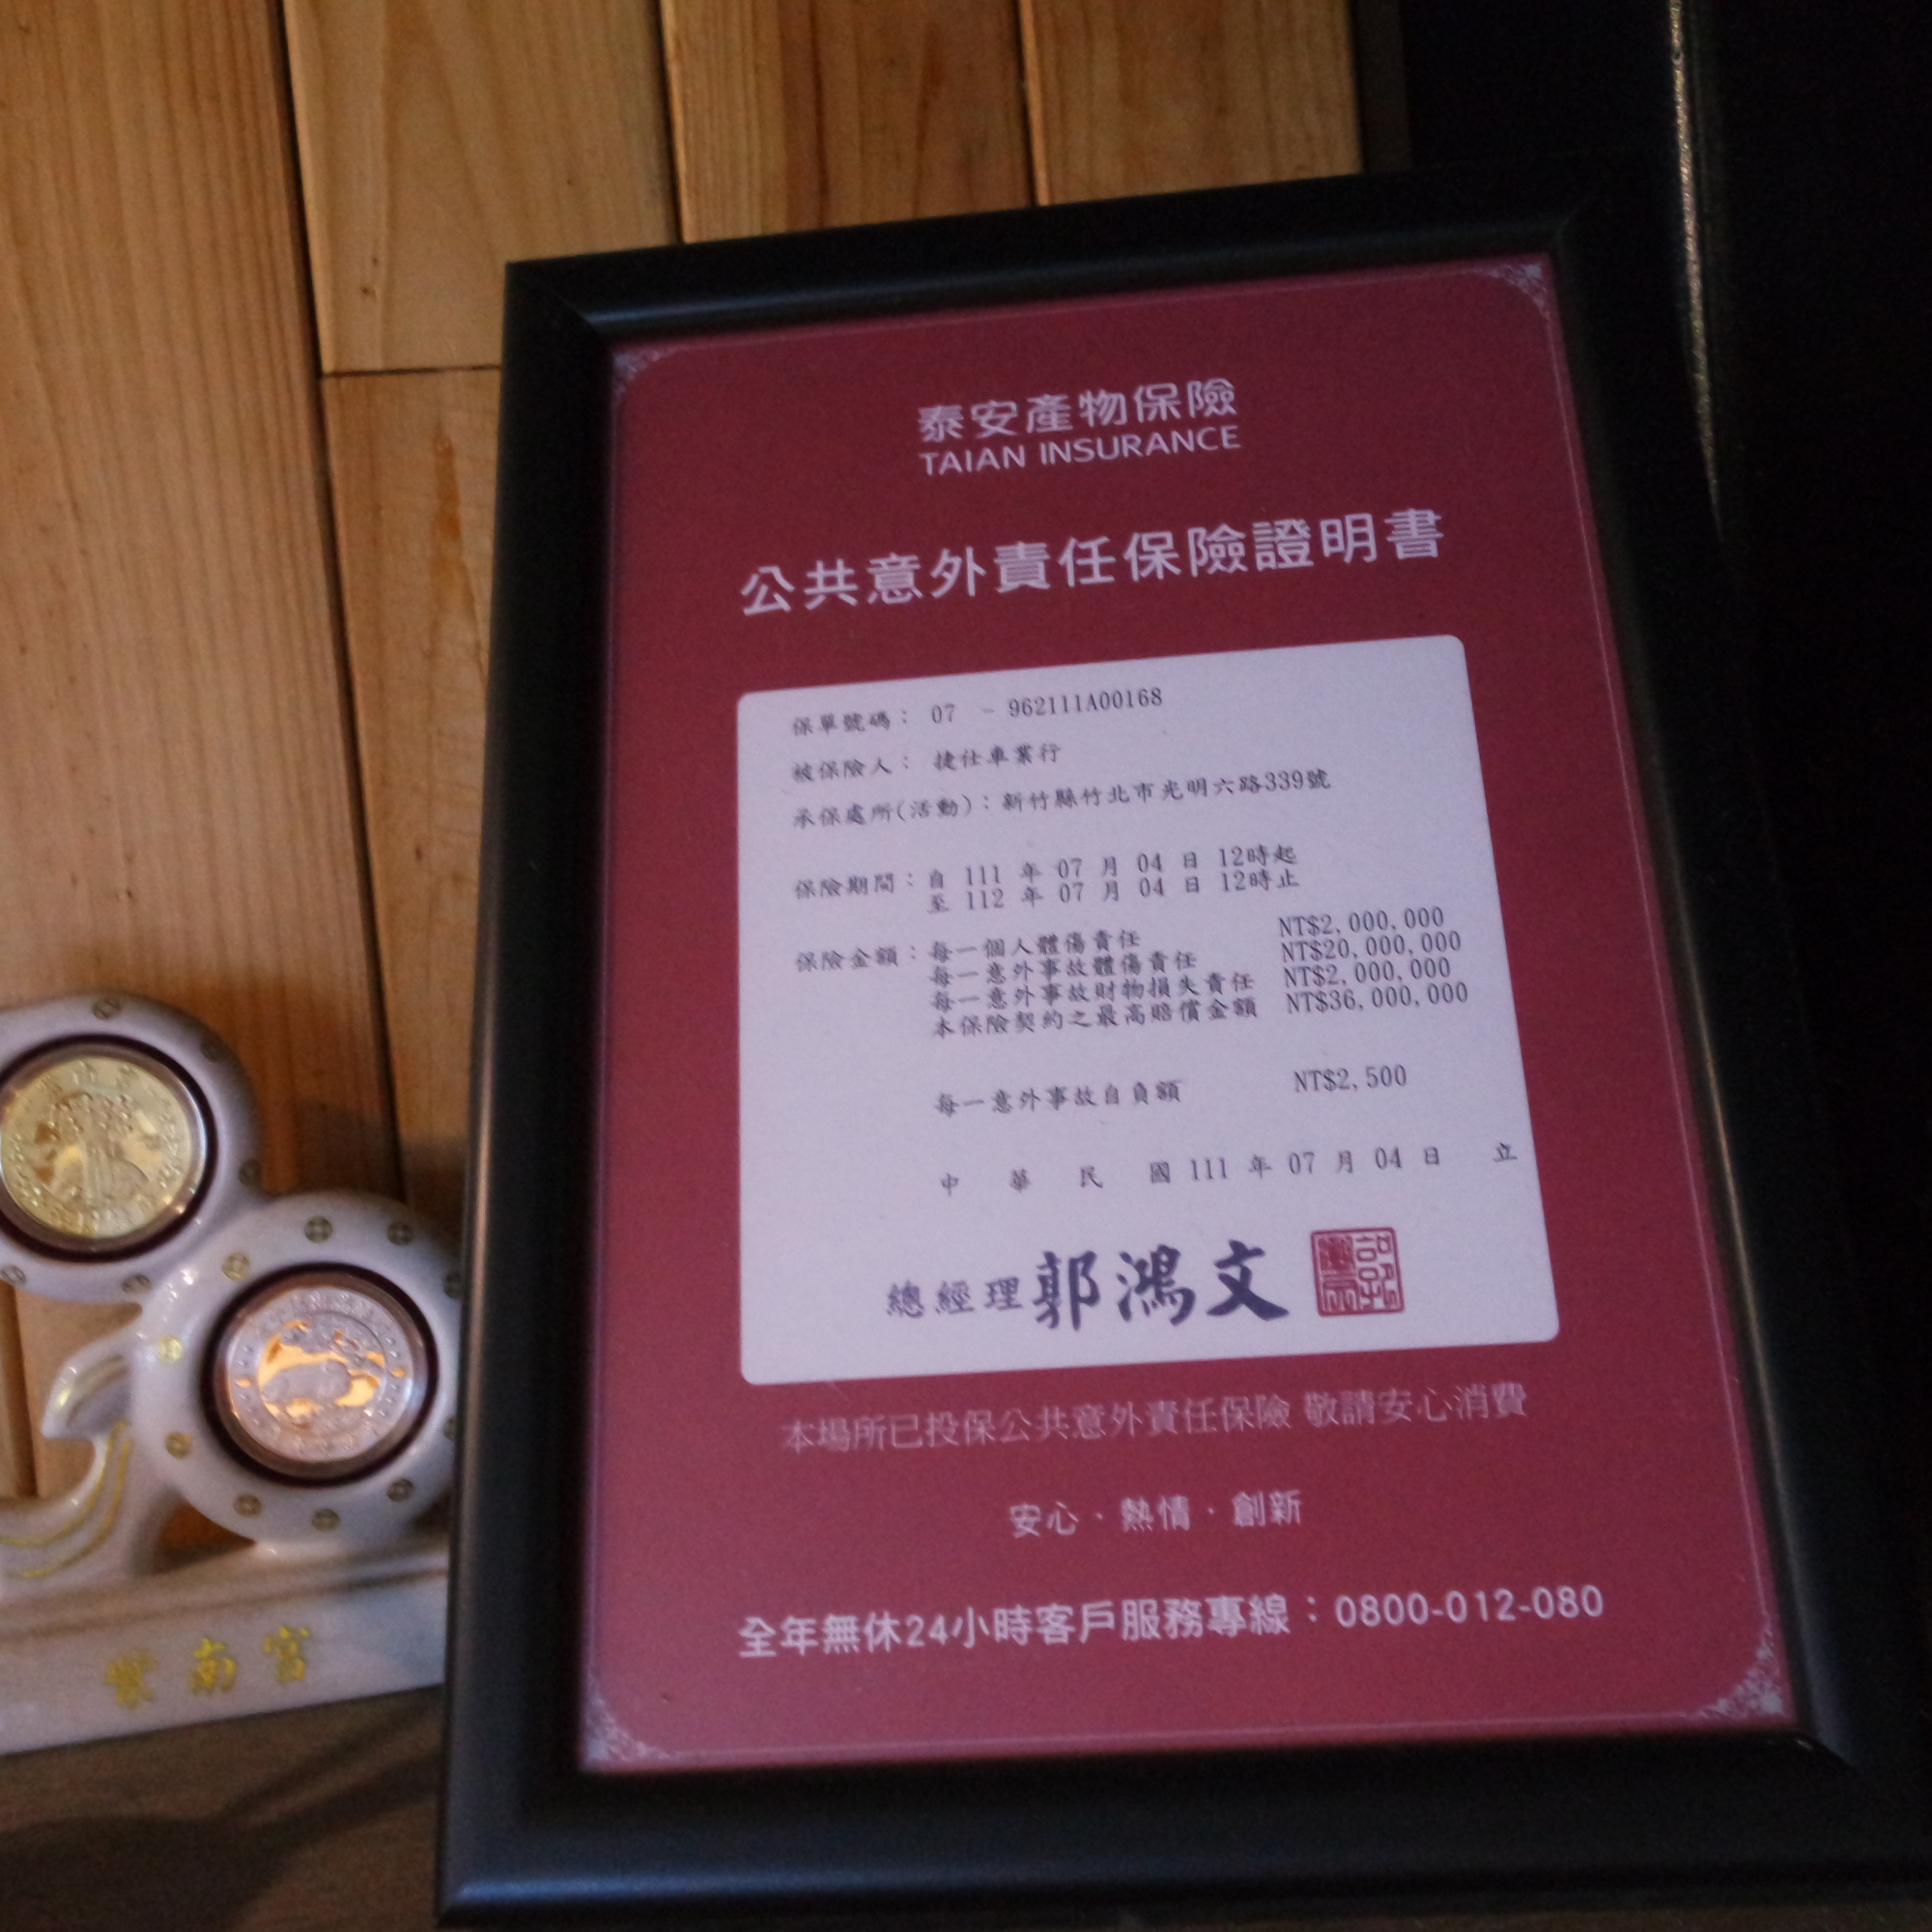 泰安產物保險
TAIAN INSURANCE
公共意外責任保險證明書
保單號碼： 07 - 962111A00168
被保險人： 捷仕車業行
承保處所(活動)：新竹縣竹北市光明六路339號
保險期間：自 111 年 07 月 04 日 12時起
至 112 年 07 月 04 日 12時止
保險金額：每一個人體傷責任 NT$2,000,000
每一意外事故體傷責任 NT$20,000,000
每一意外事故財物損失責任 NT$2,000,000
本保險契約之最高賠償金額 NT$36,000,000
每一意外事故自負額 NT$2,500
中 華 民 國 111 年 07 月 04 日 立
總經理 郭鴻文
本場所已投保公共意外責任保險 敬請安心消費
安心．熱情．創新
全年無休24小時客戶服務專線：0800-012-080
紫南宮